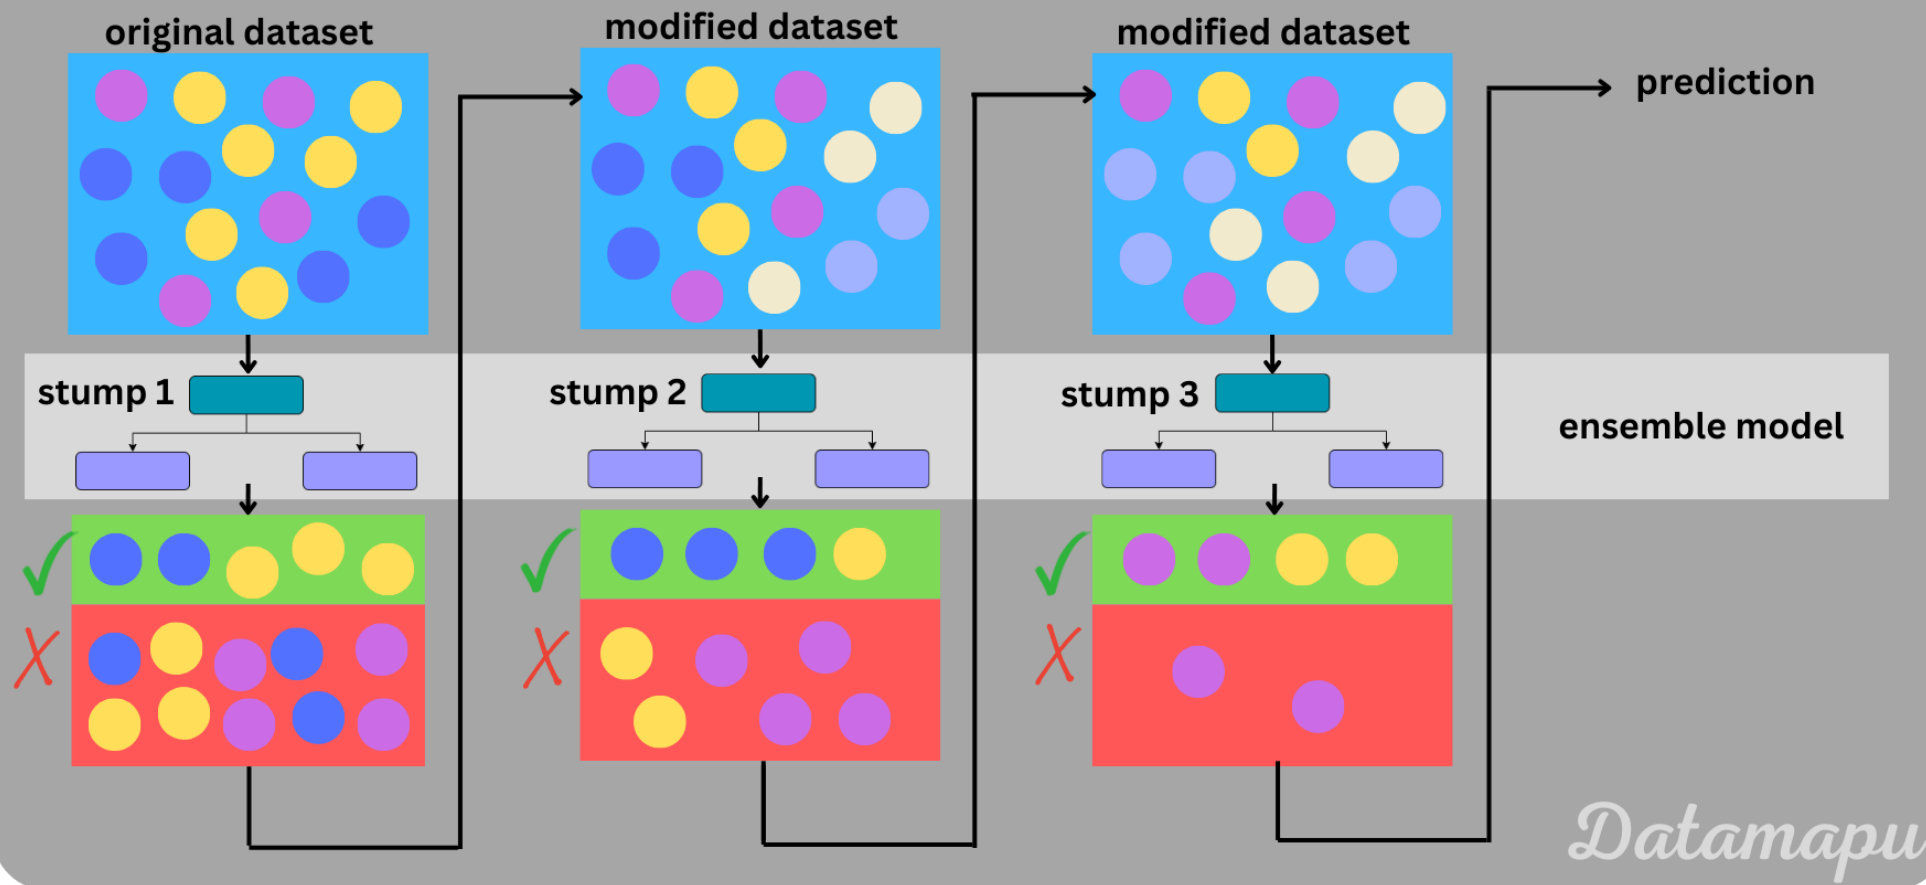 original dataset
modified dataset
modified dataset
prediction
stump 1
stump 2
stump 3
ensemble model
Datamapu